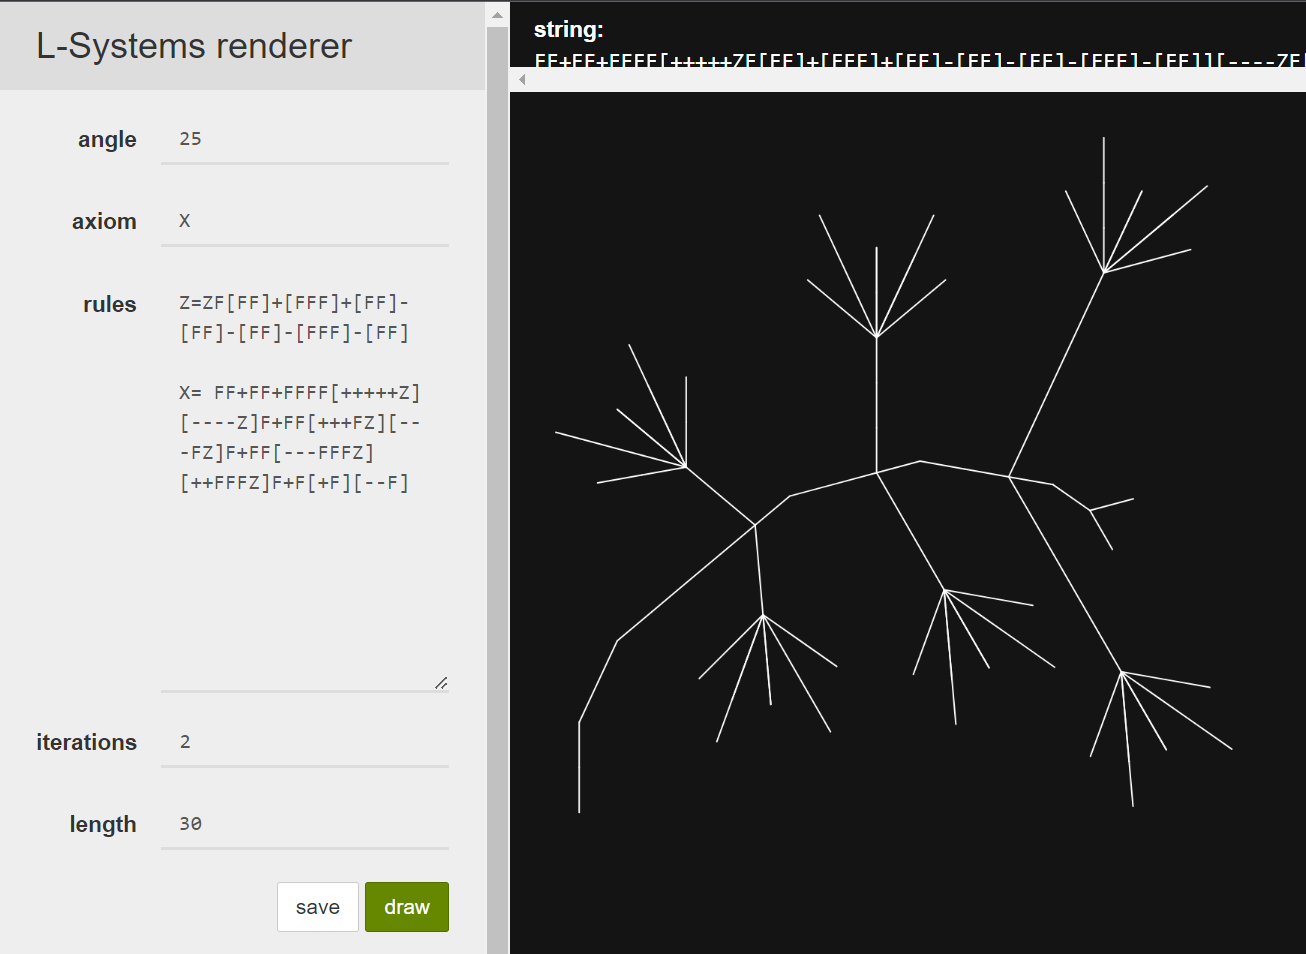 L-Systems renderer
string:
FF+FF+FFFF[+++++ZF[FF]+[FFF]+[FF]-[FF]-[FF]-[FFF]-[FF]][----ZF[
angle 25
axiom X
rules Z=ZF[FF]+[FFF]+[FF]-
[FF]-[FF]-[FFF]-[FF]
X= FF+FF+FFFF[+++++Z]
[----Z]F+FF[+++FZ][--
-FZ]F+FF[---FFFZ]
[++FFFZ]F+F[+F][--F]
iterations 2
length 30
save draw